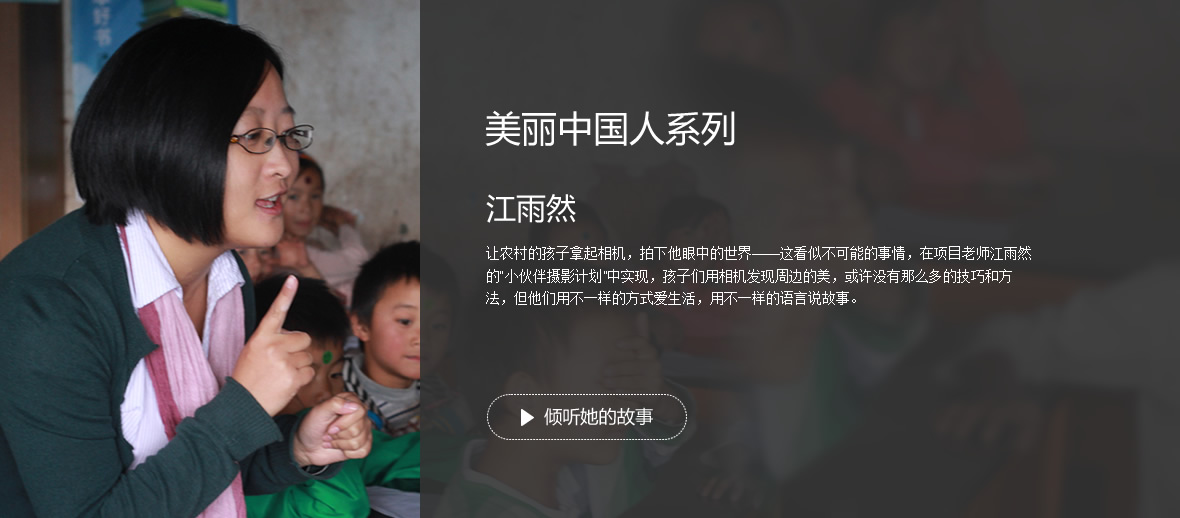 好书
美丽中国人系列
江雨然
让农村的孩子拿起相机，拍下他眼中的世界——这看似不可能的事情，在项目老师江雨然
的"小伙伴摄影计划"中实现，孩子们用相机发现周边的美，或许没有那么多的技巧和方
法，但他们用不一样的方式爱生活，用不一样的语言说故事。
倾听她的故事